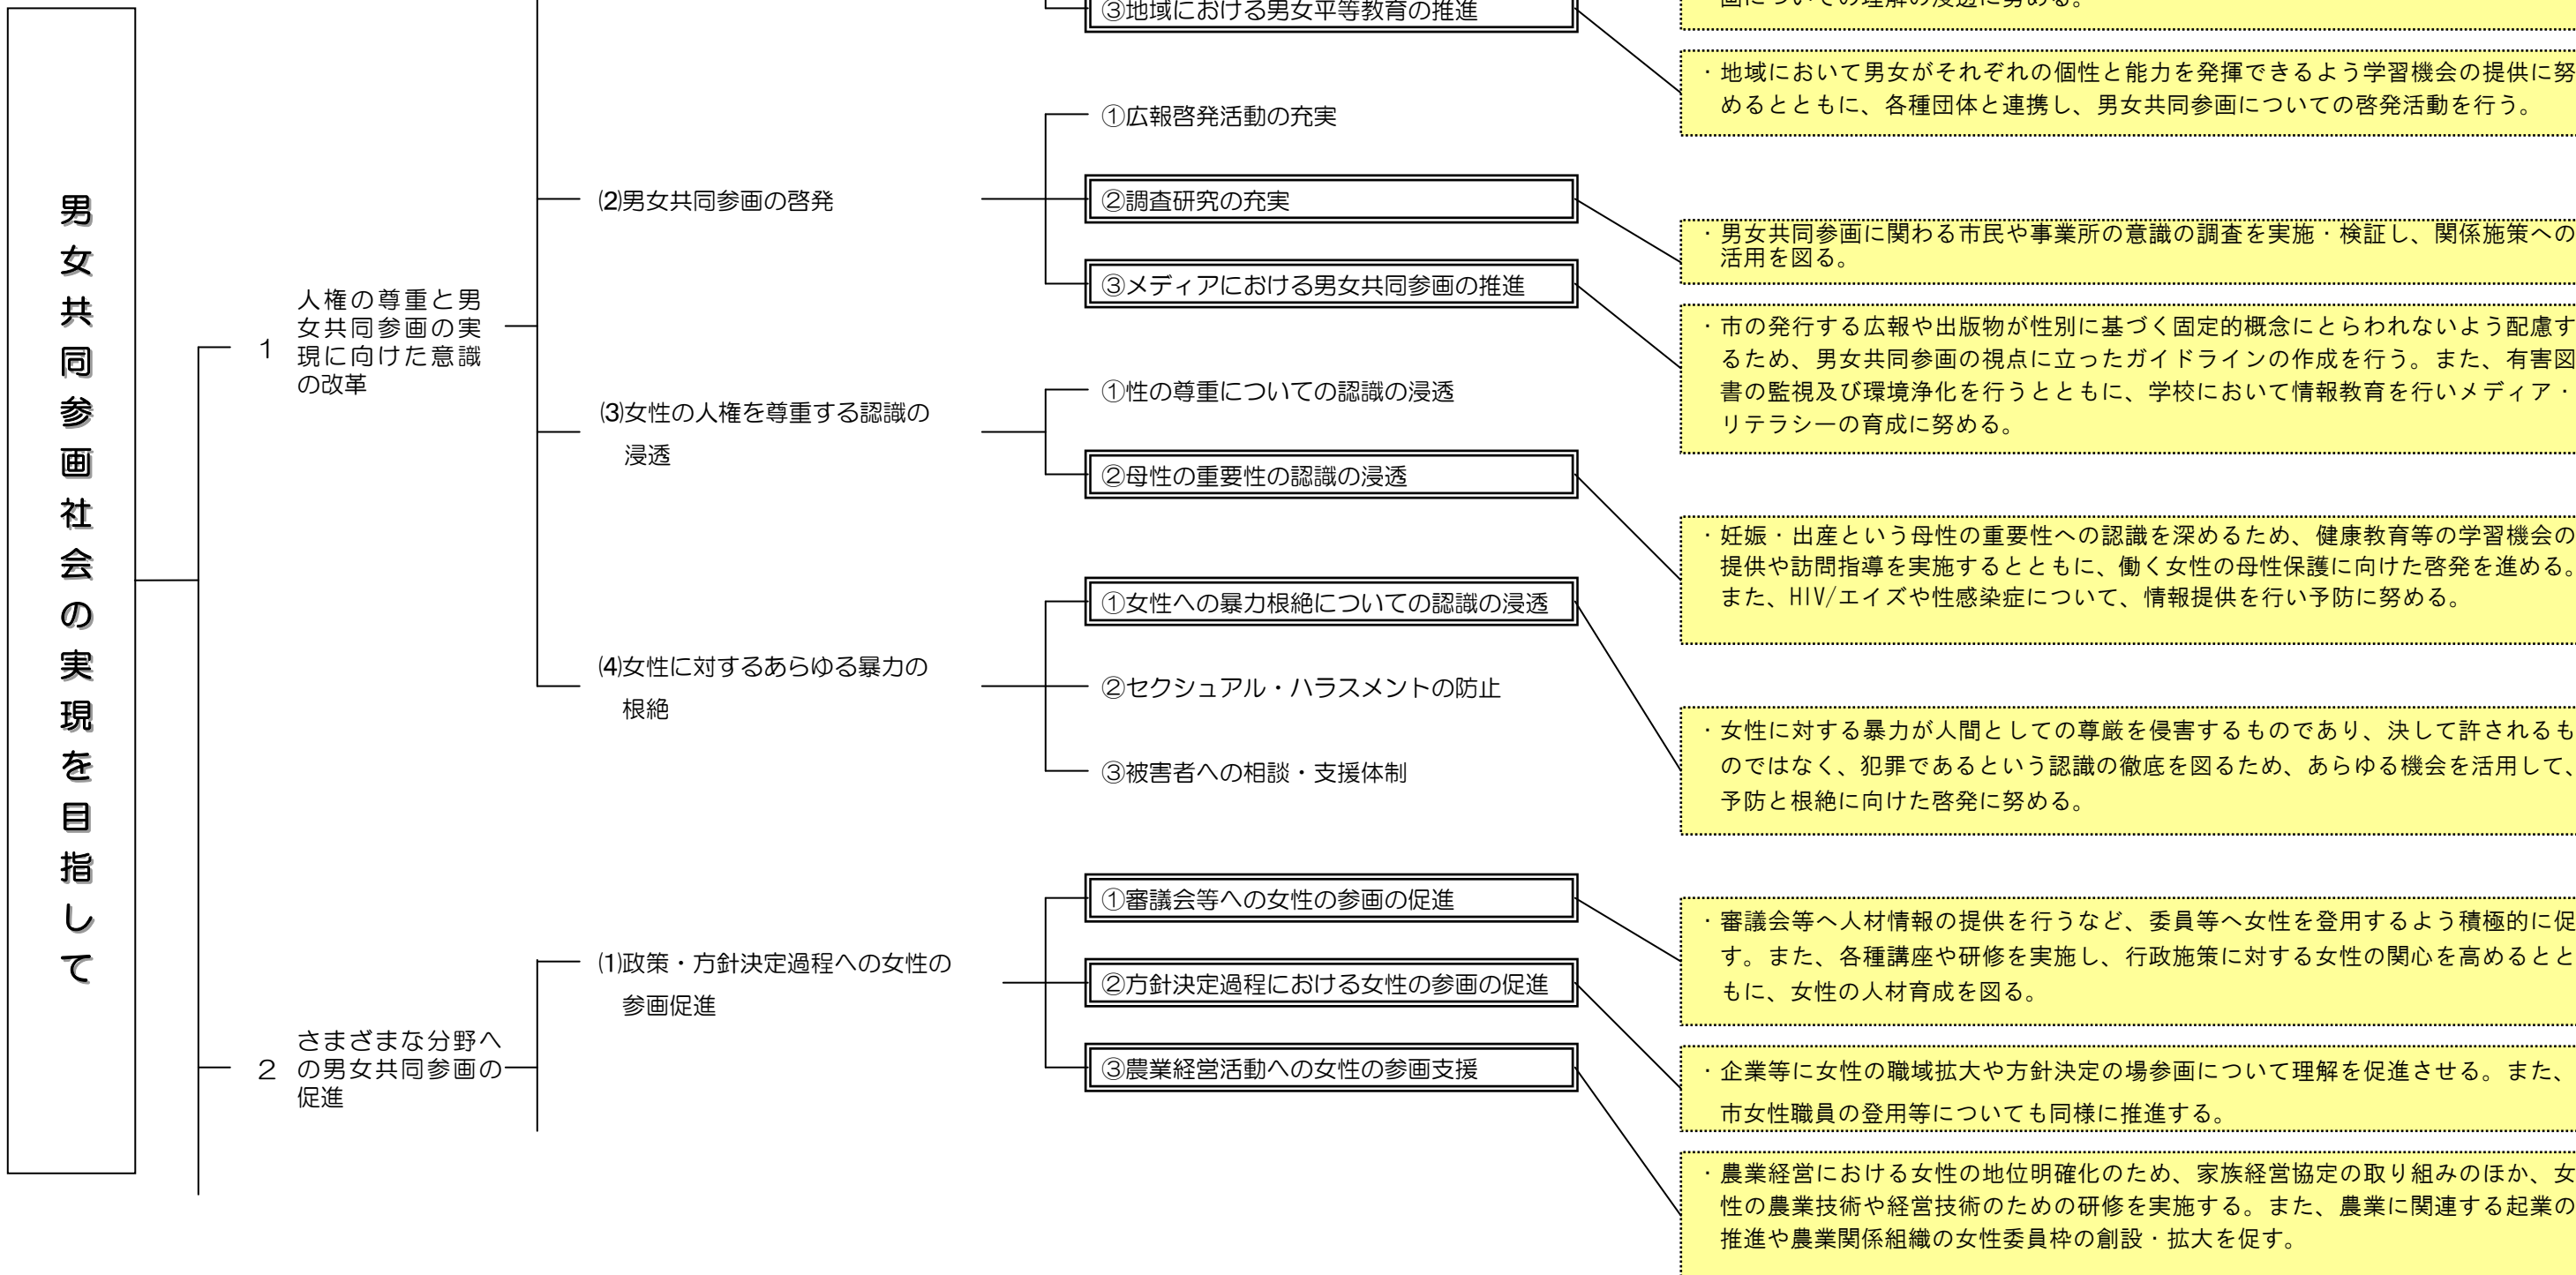 男女共同参画社会の実現を目指して
1
人権の尊重と男
女共同参画の実
現に向けた意識
の改革
③地域における男女平等教育の推進
・地域において男女がそれぞれの個性と能力を発揮できるよう学習機会の提供に努
めるとともに、各種団体と連携し、男女共同参画についての啓発活動を行う。
⑵男女共同参画の啓発
①広報啓発活動の充実
②調査研究の充実
・男女共同参画に関わる市民や事業所の意識の調査を実施・検証し、関係施策への
活用を図る。
③メディアにおける男女共同参画の推進
・市の発行する広報や出版物が性別に基づく固定的概念にとらわれないよう配慮す
るため、男女共同参画の視点に立ったガイドラインの作成を行う。また、有害図
書の監視及び環境浄化を行うとともに、学校において情報教育を行いメディア・
リテラシーの育成に努める。
⑶女性の人権を尊重する認識の
浸透
①性の尊重についての認識の浸透
②母性の重要性の認識の浸透
・妊娠・出産という母性の重要性への認識を深めるため、健康教育等の学習機会の
提供や訪問指導を実施するとともに、働く女性の母性保護に向けた啓発を進める。
また、HIV/エイズや性感染症について、情報提供を行い予防に努める。
⑷女性に対するあらゆる暴力の
根絶
①女性への暴力根絶についての認識の浸透
②セクシュアル・ハラスメントの防止
③被害者への相談・支援体制
・女性に対する暴力が人間としての尊厳を侵害するものであり、決して許されるも
のではなく、犯罪であるという認識の徹底を図るため、あらゆる機会を活用して、
予防と根絶に向けた啓発に努める。
2
さまざまな分野へ
の男女共同参画の
促進
⑴政策・方針決定過程への女性の
参画促進
①審議会等への女性の参画の促進
・審議会等へ人材情報の提供を行うなど、委員等へ女性を登用するよう積極的に促
す。また、各種講座や研修を実施し、行政施策に対する女性の関心を高めるとと
もに、女性の人材育成を図る。
②方針決定過程における女性の参画の促進
・企業等に女性の職域拡大や方針決定の場参画について理解を促進させる。また、
市女性職員の登用等についても同様に推進する。
③農業経営活動への女性の参画支援
・農業経営における女性の地位明確化のため、家族経営協定の取り組みのほか、女
性の農業技術や経営技術のための研修を実施する。また、農業に関連する起業の
推進や農業関係組織の女性委員枠の創設・拡大を促す。